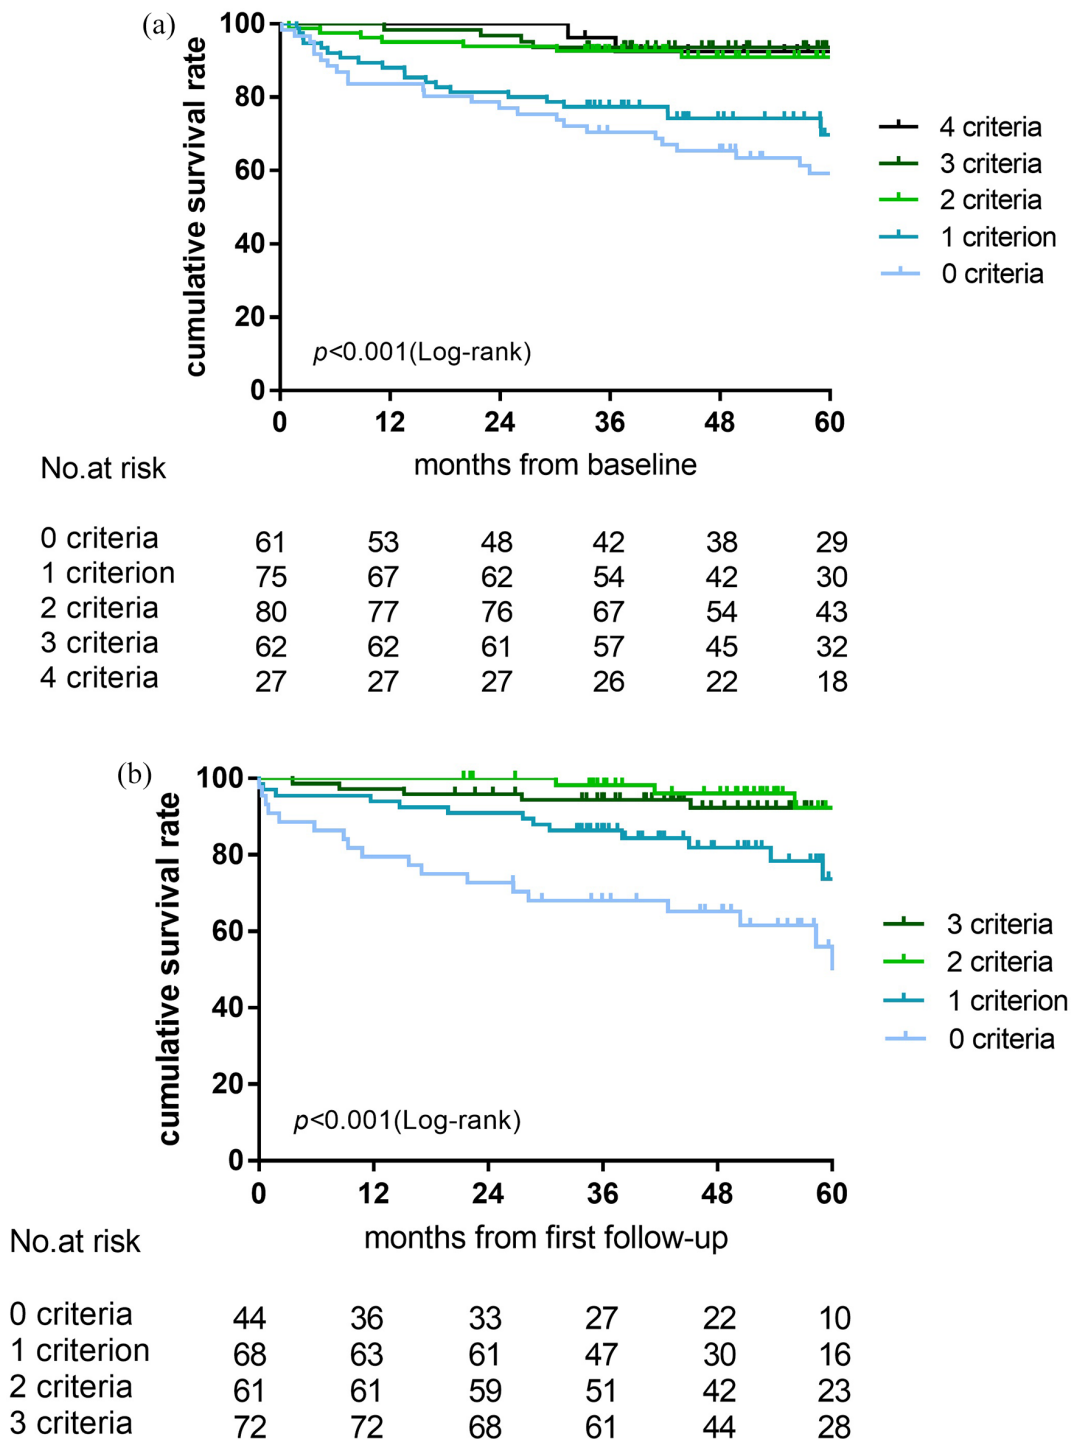 (a)
cumulative survival rate
100
80
60
40
20
0
p<0.001(Log-rank)
0 12 24 36 48 60
months from baseline
4 criteria
3 criteria
2 criteria
1 criterion
0 criteria
No.at risk
0 criteria 61 53 48 42 38 29
1 criterion 75 67 62 54 42 30
2 criteria 80 77 76 67 54 43
3 criteria 62 62 61 57 45 32
4 criteria 27 27 27 26 22 18
(b)
cumulative survival rate
100
80
60
40
20
0
p<0.001(Log-rank)
0 12 24 36 48 60
months from first follow-up
3 criteria
2 criteria
1 criterion
0 criteria
No.at risk
0 criteria 44 36 33 27 22 10
1 criterion 68 63 61 47 30 16
2 criteria 61 61 59 51 42 23
3 criteria 72 72 68 61 44 28